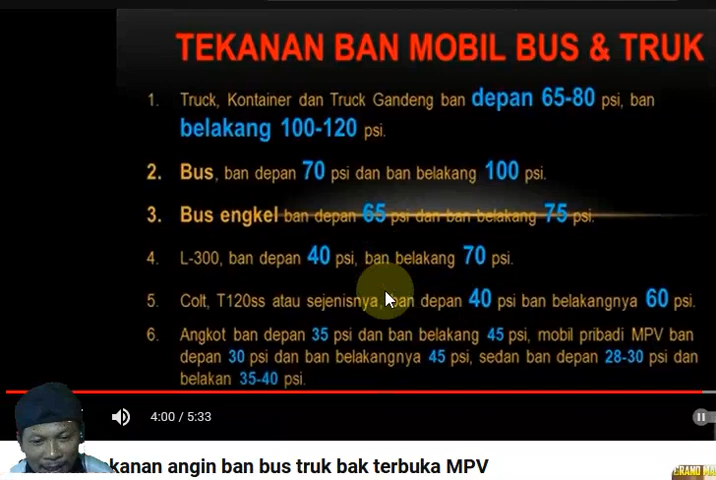 TEKANAN BAN MOBIL BUS & TRUK
1. Truck, Kontainer dan Truck Gandeng ban depan 65-80 psi, ban
belakang 100-120 psi.
2. Bus, ban depan 70 psi dan ban belakang 100 psi.
3. Bus engkel ban depan 65 psi dan ban belakang 75 psi.
4. L-300, ban depan 40 psi, ban belakang 70 psi.
5. Colt, T120ss atau sejenisnya, ban depan 40 psi ban belakangnya 60 psi.
6. Angkot ban depan 35 psi dan ban belakang 45 psi, mobil pribadi MPV ban
depan 30 psi dan ban belakangnya 45 psi, sedan ban depan 28-30 psi dan
belakan 35-40 psi.
4:00 / 5:33
angin ban bus truk bak terbuka MPV